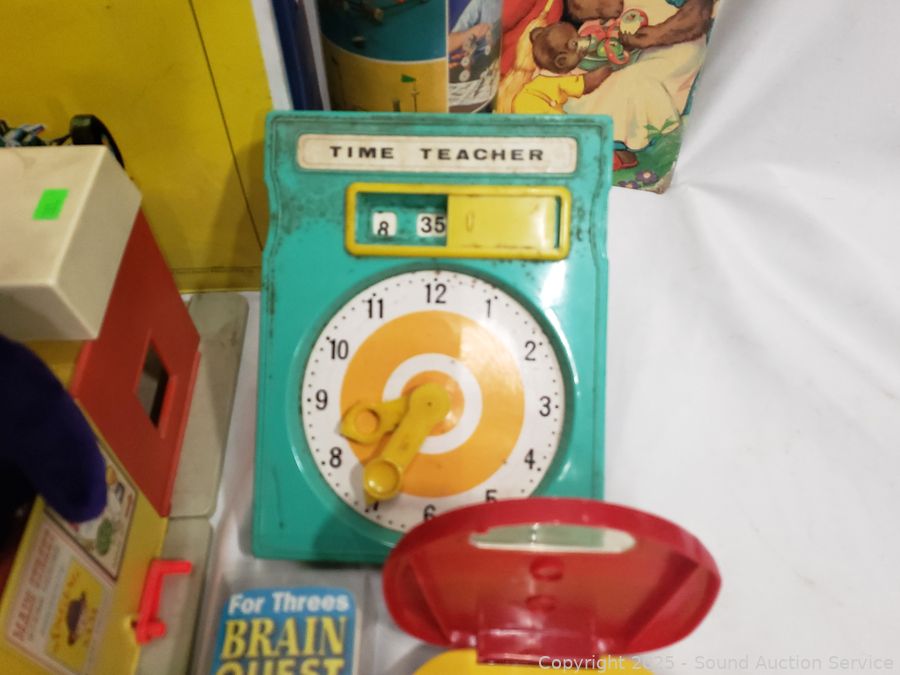 TIME TEACHER
8 35
12
11 1
10 2
9 3
8 4
7 5
6
For Threes
BRAIN
QUEST
Copyright 2025 - Sound Auction Service